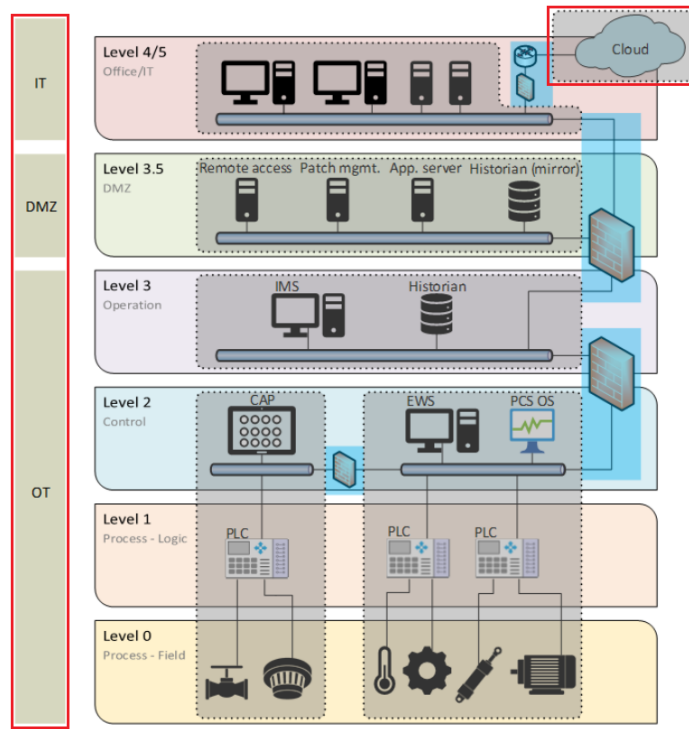 IT
DMZ
OT
Cloud
Level 4/5
Office/IT
Level 3.5
DMZ
Remote access
Patch mgmt.
App. server
Historian (mirror)
Level 3
Operation
IMS
Historian
Level 2
Control
CAP
EWS
PCS OS
Level 1
Process - Logic
PLC
PLC
PLC
Level 0
Process - Field